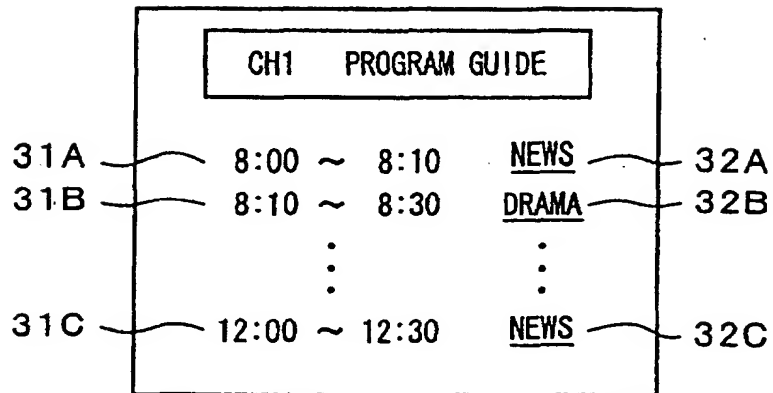 CH1 PROGRAM GUIDE
31A 8:00 ~ 8:10 NEWS 32A
31B 8:10 ~ 8:30 DRAMA 32B
31C 12:00 ~ 12:30 NEWS 32C